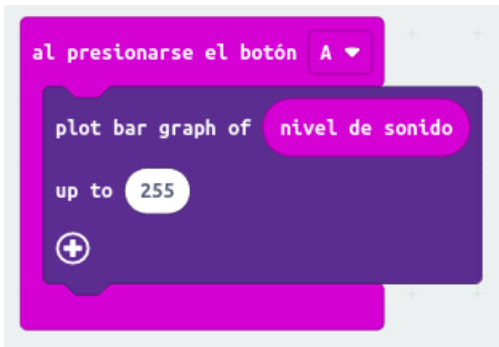 al presionarse el botón A
plot bar graph of nivel de sonido
up to 255